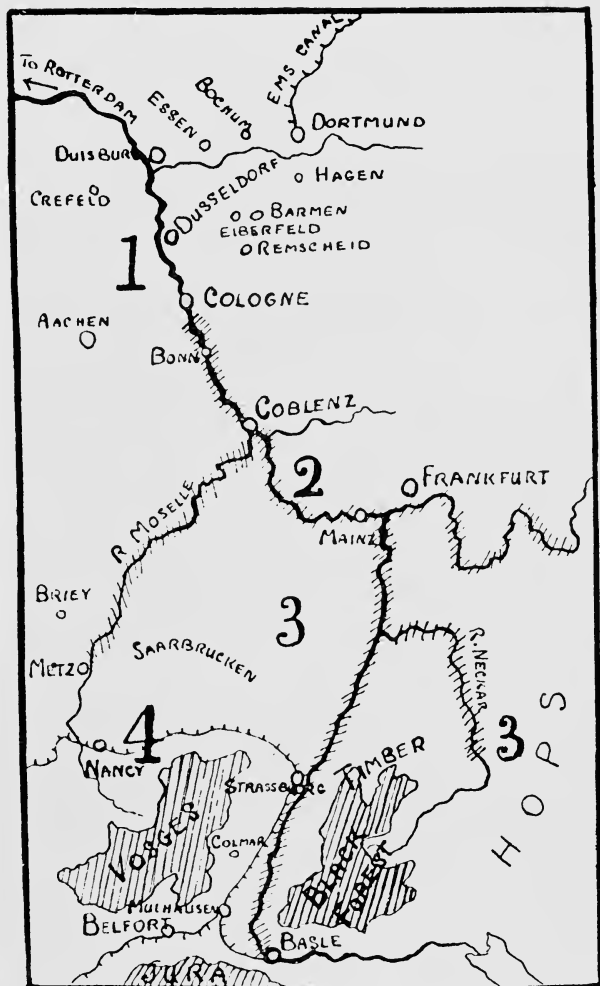 To ROTTERDAM
ESSEN
BOCHUM
EMS CANAL
DORTMUND
DUISBURG
HAGEN
CREFELD
DUSSELDORF
BARMEN
EIBERFELD
REMSCHEID
1
COLOGNE
AACHEN
BONN
COBLENZ
2
FRANKFURT
MAINZ
R MOSELLE
BRIEY
3
SAARBRUCKEN
METZ
R. NECKAR
4
3
HOPS
NANCY
STRASSBURG
TIMBER
VOSGES
COLMAR
BLACK
FOREST
MULHAUSEN
BELFORT
BASLE
JURA